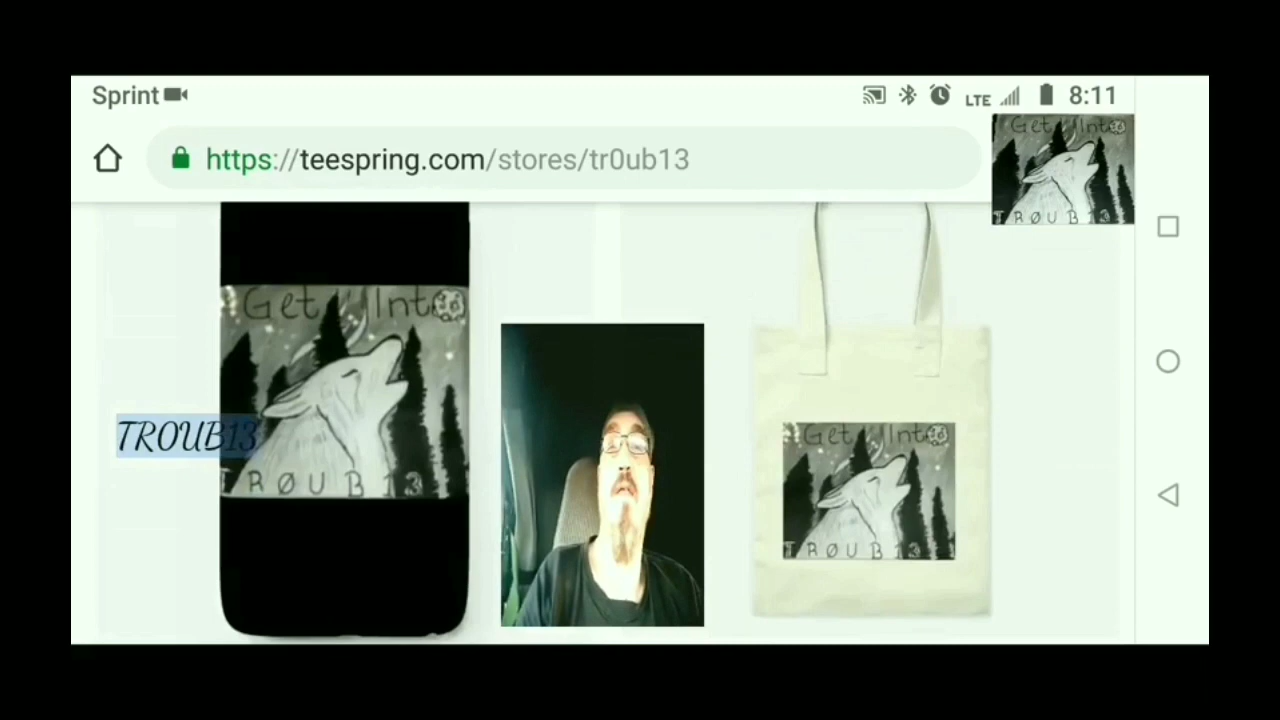 Sprint
LTE 8:11
https://teespring.com/stores/tr0ub13
Get Into
TRØUB13
Get Into
TRØUB13
TROUB13
Get Into
TRØUB13